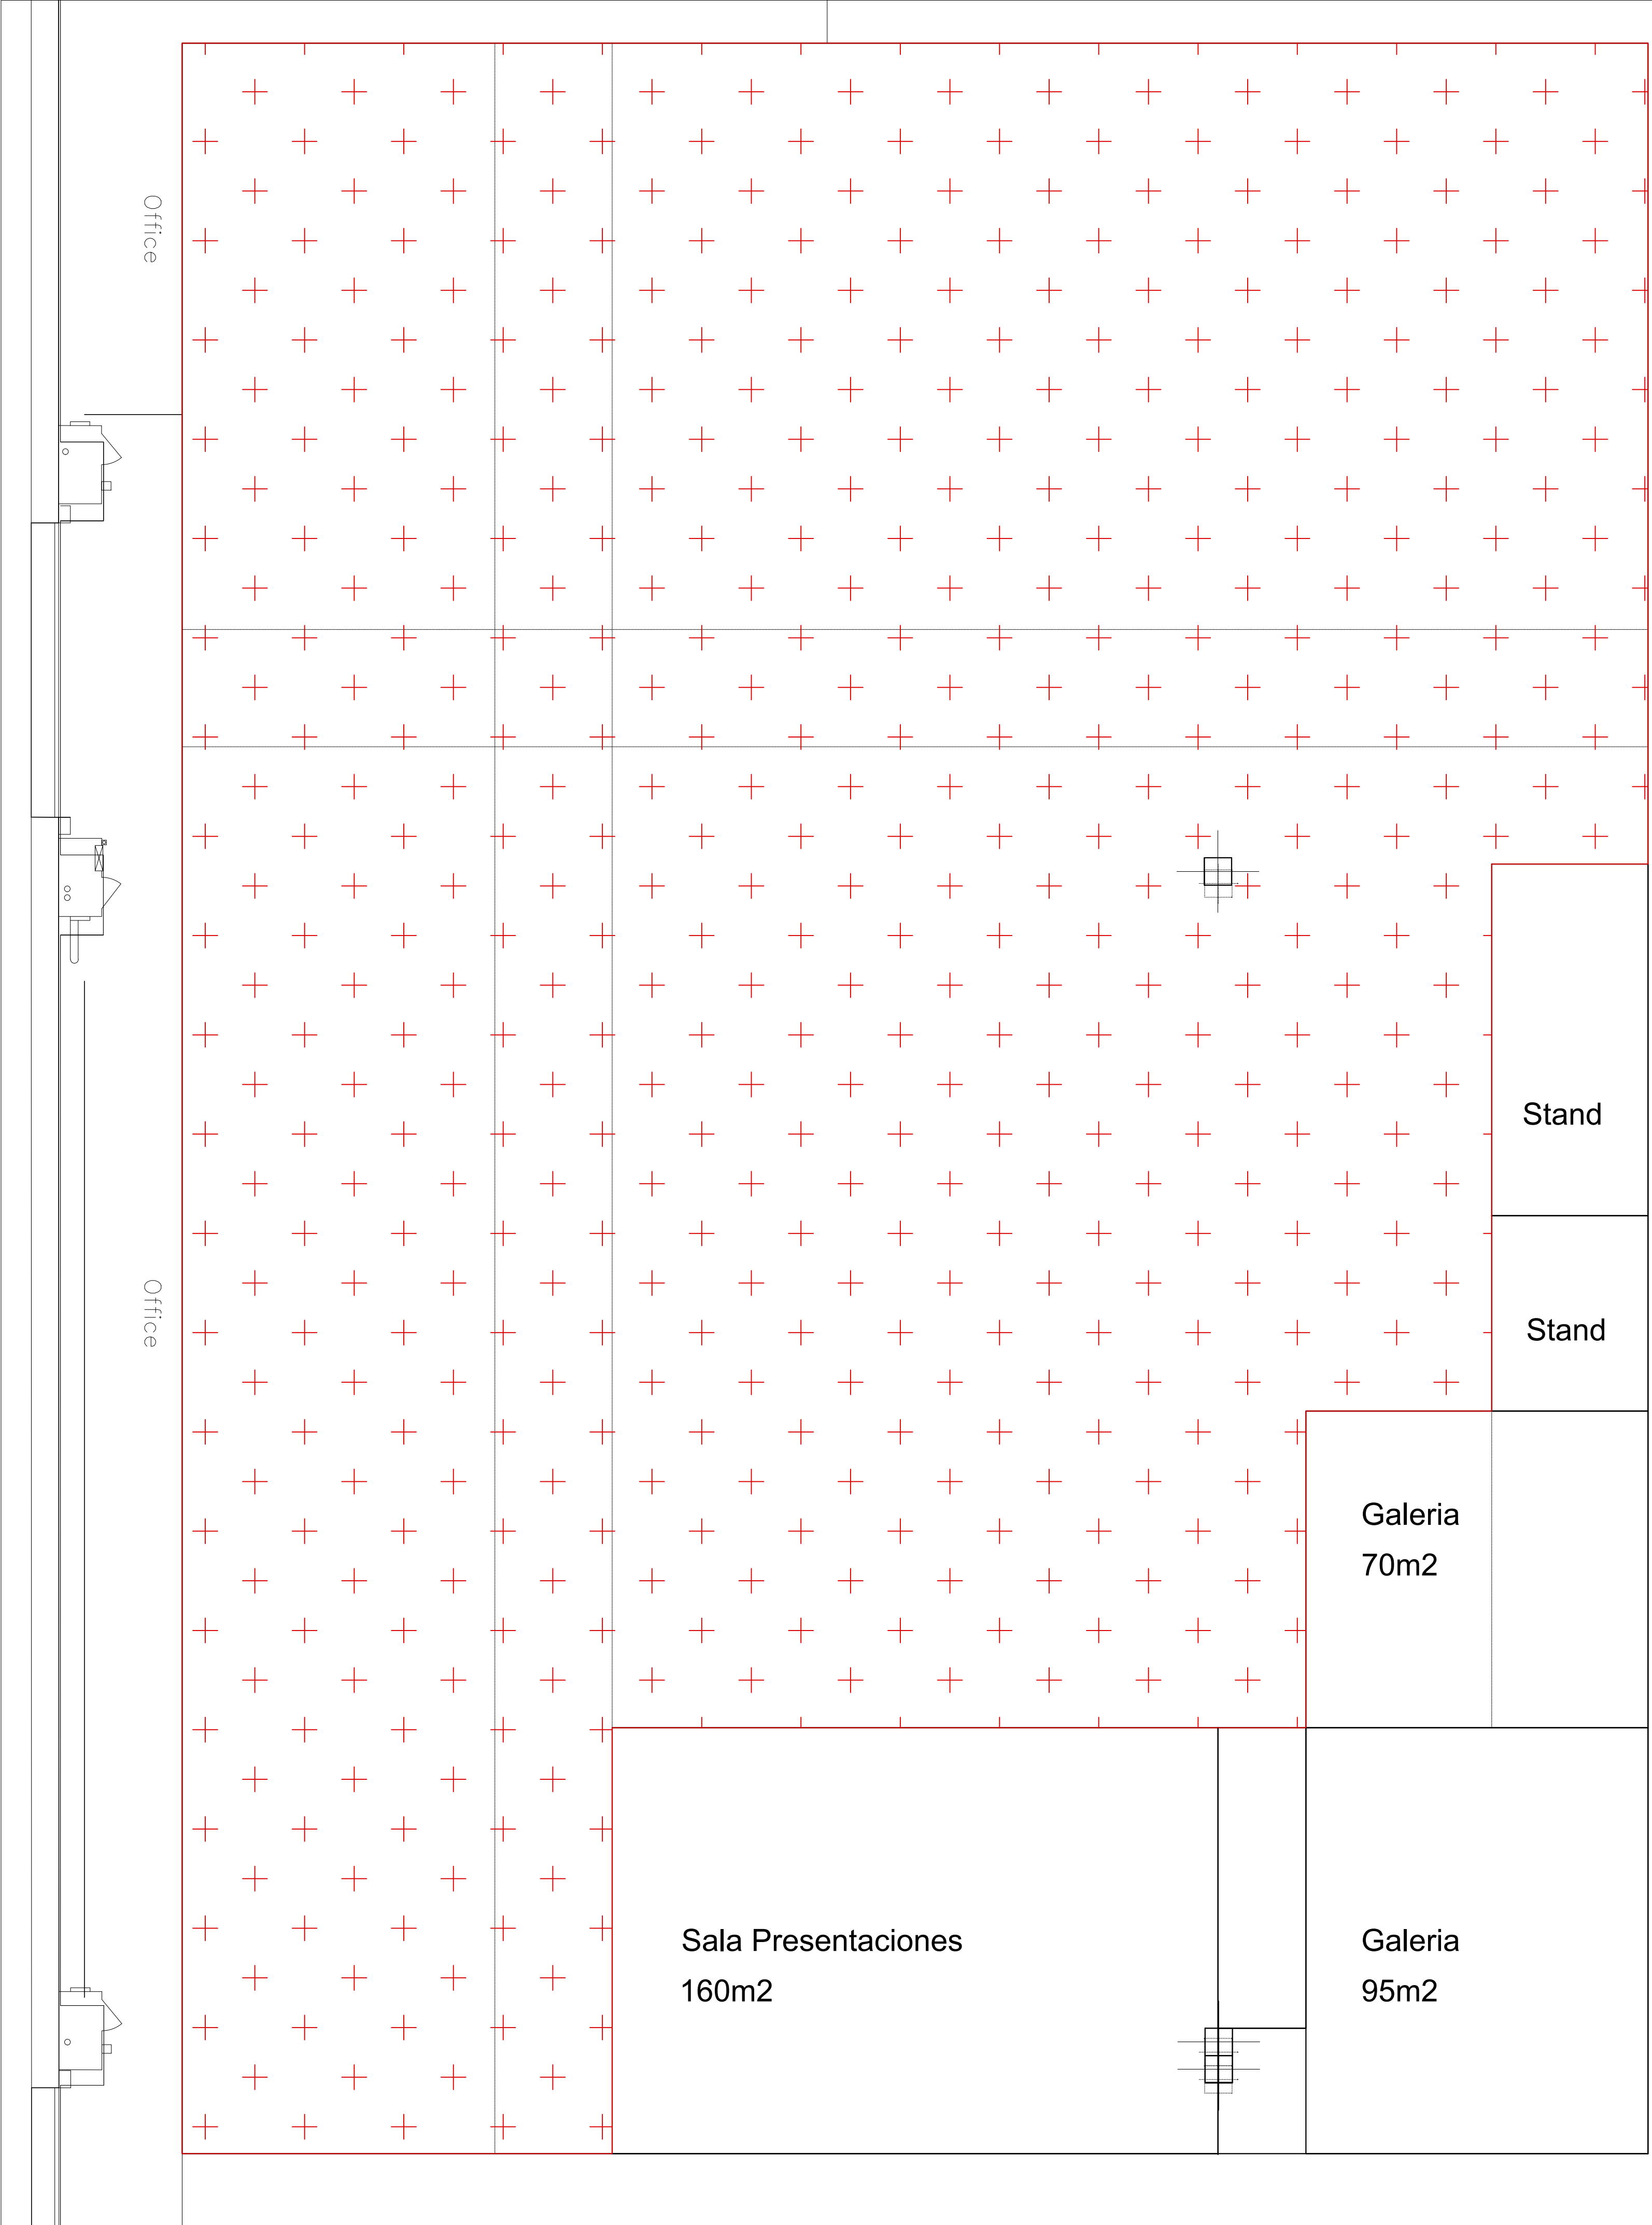 Office
Stand
Office
Stand
Galeria
70m2
Sala Presentaciones
160m2
Galeria
95m2